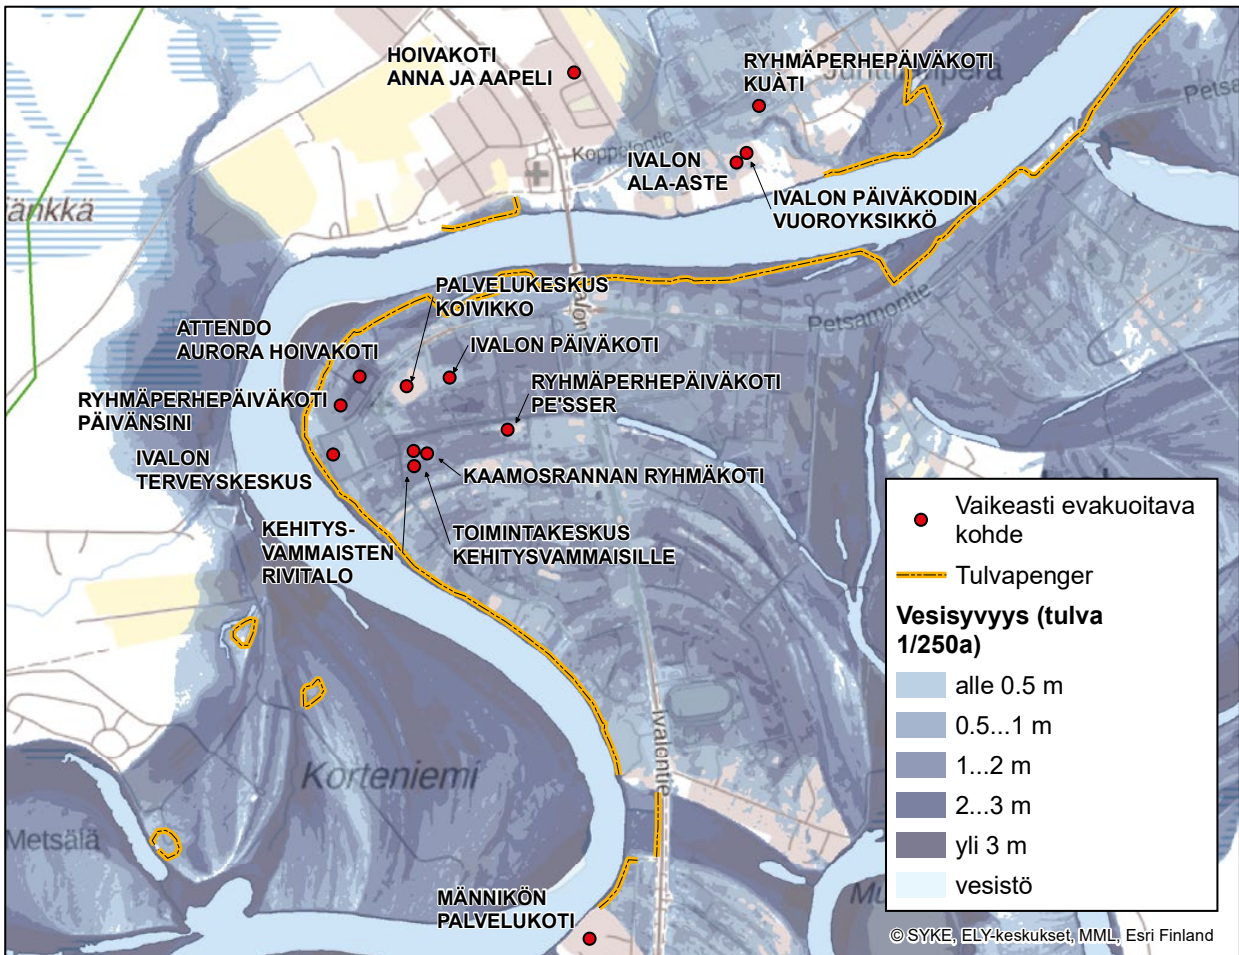 HOIVAKOTI
ANNA JA AAPELI
RYHMÄPERHEPÄIVÄKOTI
KUÀTI
Koppelontie
IVALON
ALA-ASTE
IVALON PÄIVÄKODIN
VUOROYKSIKKÖ
PALVELUKESKUS
KOIVIKKO
Petsamontie
ATTENDO
AURORA HOIVAKOTI
IVALON PÄIVÄKOTI
RYHMÄPERHEPÄIVÄKOTI
PE'SSER
RYHMÄPERHEPÄIVÄKOTI
PÄIVÄNSINI
IVALON
TERVEYSKESKUS
KAAMOSRANNAN RYHMÄKOTI
KEHITYS-
VAMMAISTEN
RIVITALO
TOIMINTAKESKUS
KEHITYSVAMMAISILLE
Ivalontie
Korteniemi
Metsälä
MÄNNIKÖN
PALVELUKOTI
Vaikeasti evakuoitava
kohde
Tulvapenger
Vesisyvyys (tulva
1/250a)
alle 0.5 m
0.5...1 m
1...2 m
2...3 m
yli 3 m
vesistö
© SYKE, ELY-keskukset, MML, Esri Finland